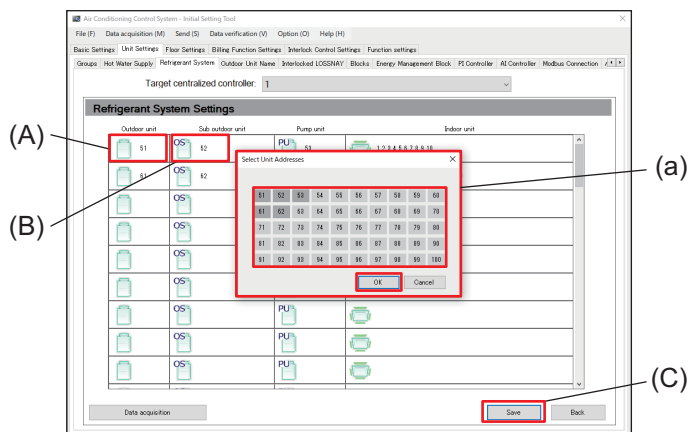 Air Conditioning Control System - Initial Setting Tool
File (F) Data acquisition (M) Send (S) Data verification (V) Option (O) Help (H)
Basic Settings Unit Settings Floor Settings Billing Function Settings Interlock Control Settings Function settings
Groups Hot Water Supply Refrigerant System Outdoor Unit Name Interlocked LOSSNAY Blocks Energy Management Block PI Controller AI Controller Modbus Connection
Target centralized controller: 1
Refrigerant System Settings
Outdoor unit Sub outdoor unit Pump unit Indoor unit
(A)
51 OS 52 PU 53 1 2 3 4 5 6 7 8 9 10
Select Unit Addresses
(a)
61 OS 62
51 52 53 54 55 56 57 58 59 60
61 62 63 64 65 66 67 68 69 70
71 72 73 74 75 76 77 78 79 80
81 82 83 84 85 86 87 88 89 90
91 92 93 94 95 96 97 98 99 100
OK Cancel
(B)
OS
OS
OS
OS
OS PU
OS PU
OS PU
(C)
Data acquisition Save Back